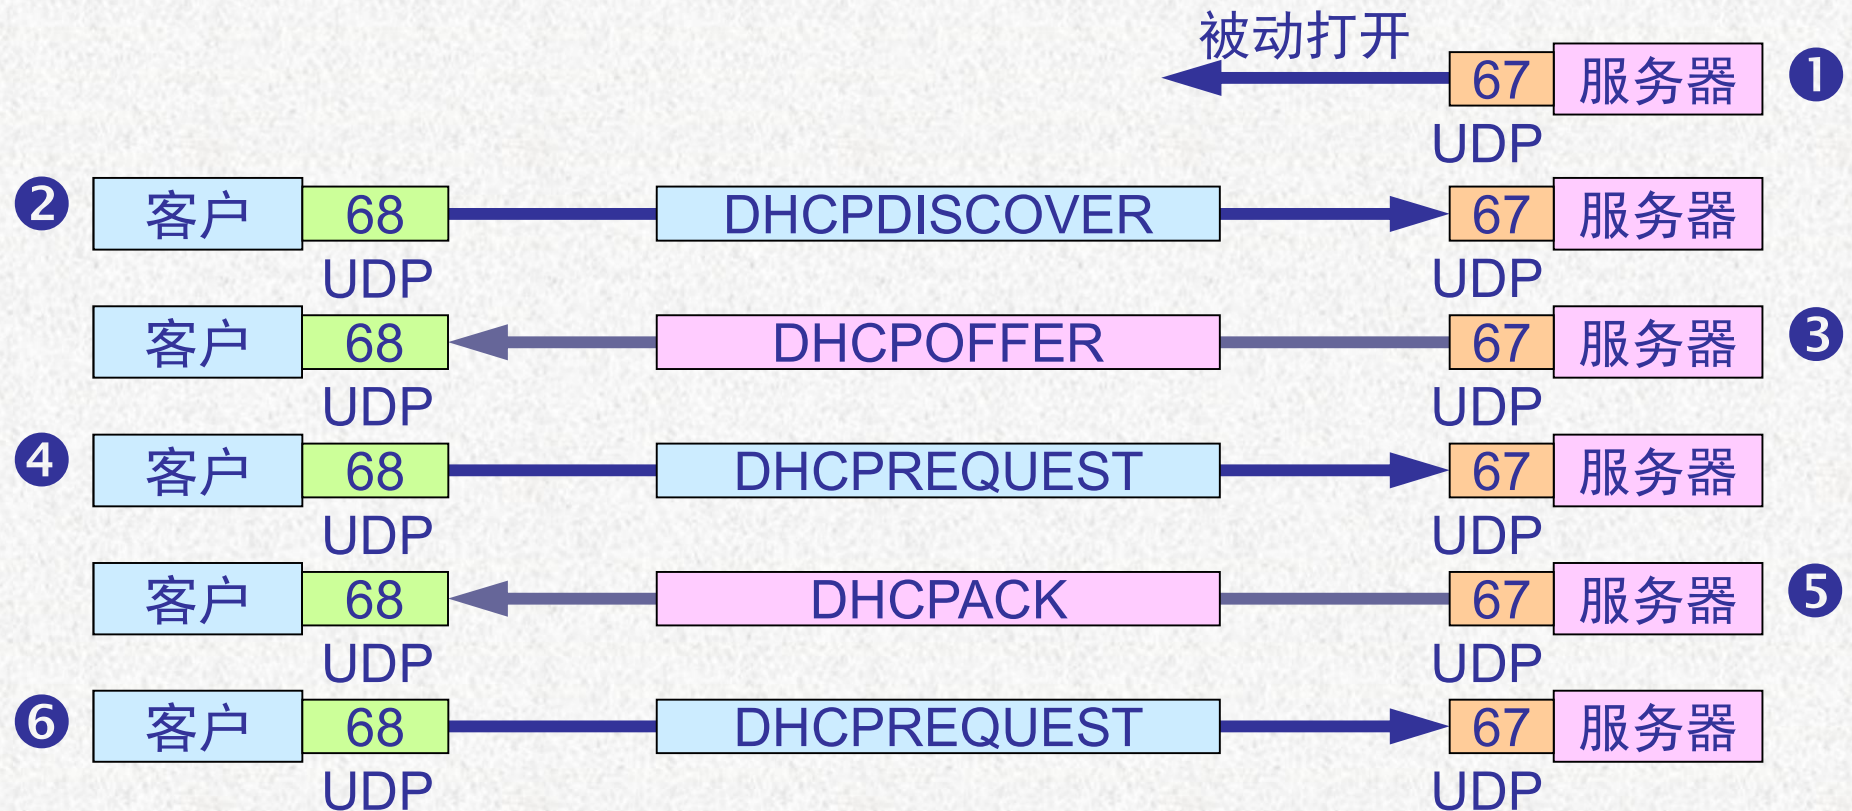 被动打开
67 服务器 ❶
UDP
❷ 客户 68 DHCPDISCOVER 67 服务器
UDP UDP
客户 68 DHCPOFFER 67 服务器 ❸
UDP UDP
❹ 客户 68 DHCPREQUEST 67 服务器
UDP UDP
客户 68 DHCPACK 67 服务器 ❺
UDP UDP
❻ 客户 68 DHCPREQUEST 67 服务器
UDP UDP